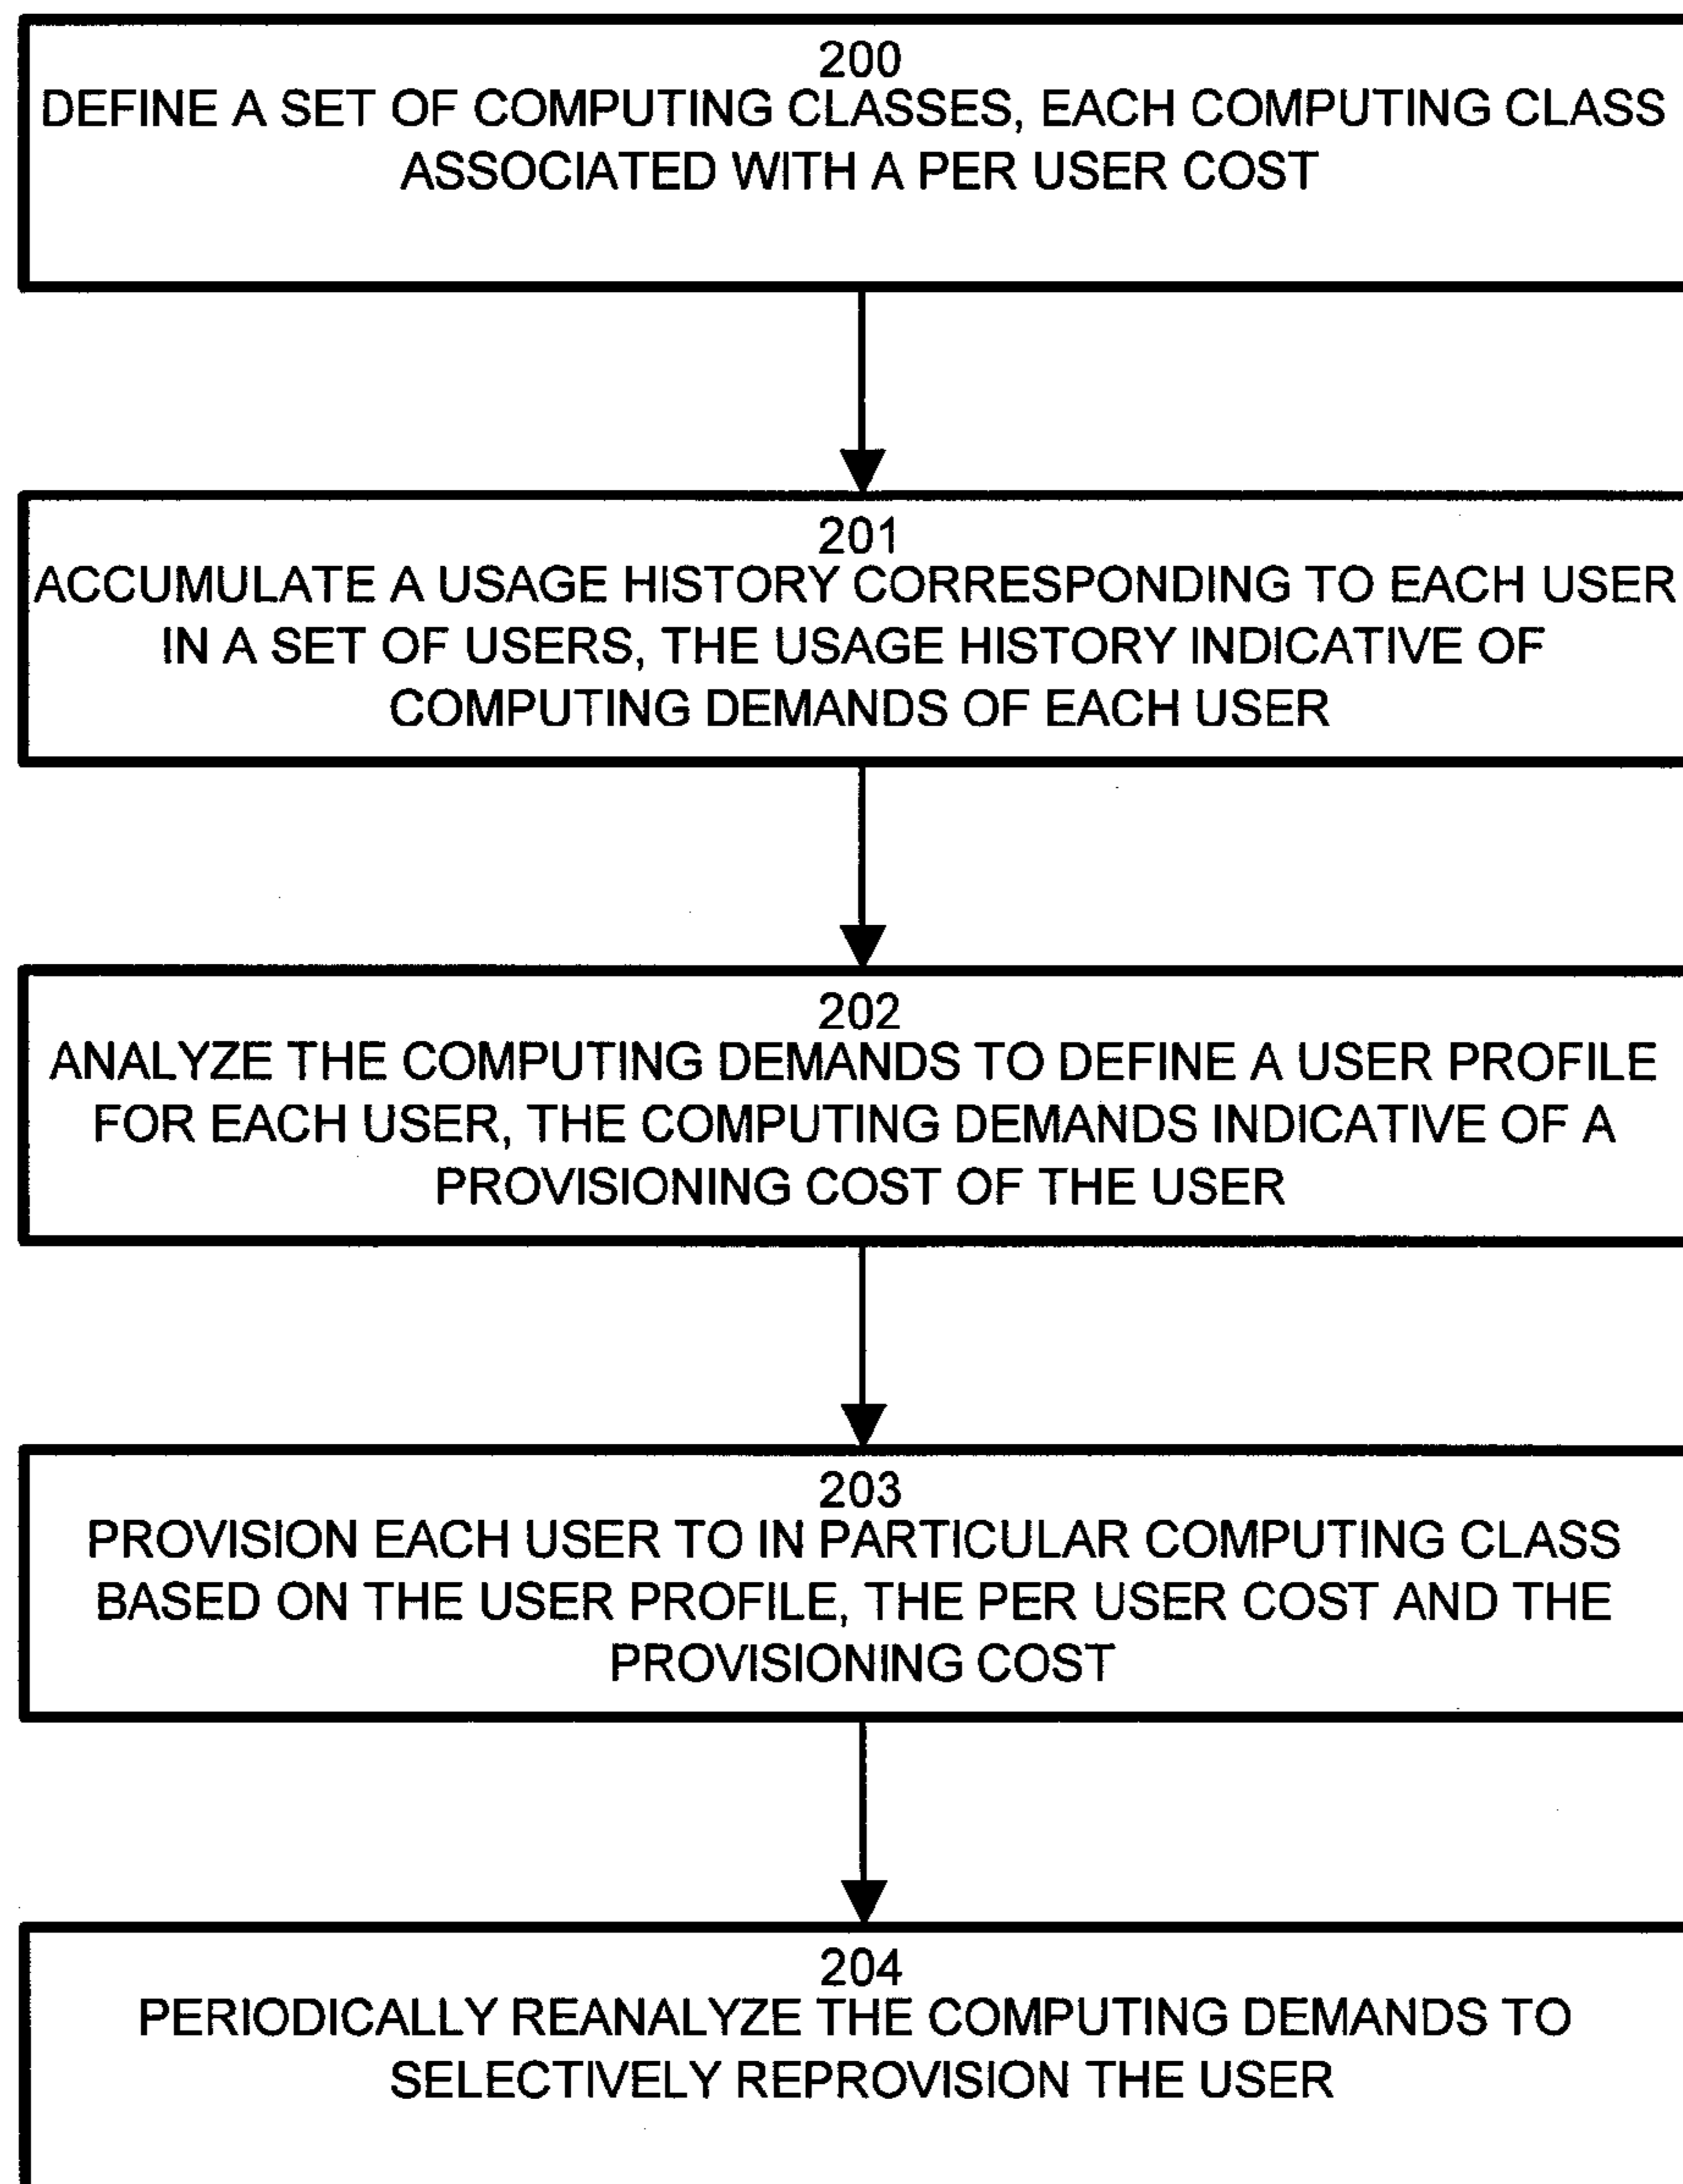 200
DEFINE A SET OF COMPUTING CLASSES, EACH COMPUTING CLASS
ASSOCIATED WITH A PER USER COST
201
ACCUMULATE A USAGE HISTORY CORRESPONDING TO EACH USER
IN A SET OF USERS, THE USAGE HISTORY INDICATIVE OF
COMPUTING DEMANDS OF EACH USER
202
ANALYZE THE COMPUTING DEMANDS TO DEFINE A USER PROFILE
FOR EACH USER, THE COMPUTING DEMANDS INDICATIVE OF A
PROVISIONING COST OF THE USER
203
PROVISION EACH USER TO IN PARTICULAR COMPUTING CLASS
BASED ON THE USER PROFILE, THE PER USER COST AND THE
PROVISIONING COST
204
PERIODICALLY REANALYZE THE COMPUTING DEMANDS TO
SELECTIVELY REPROVISION THE USER